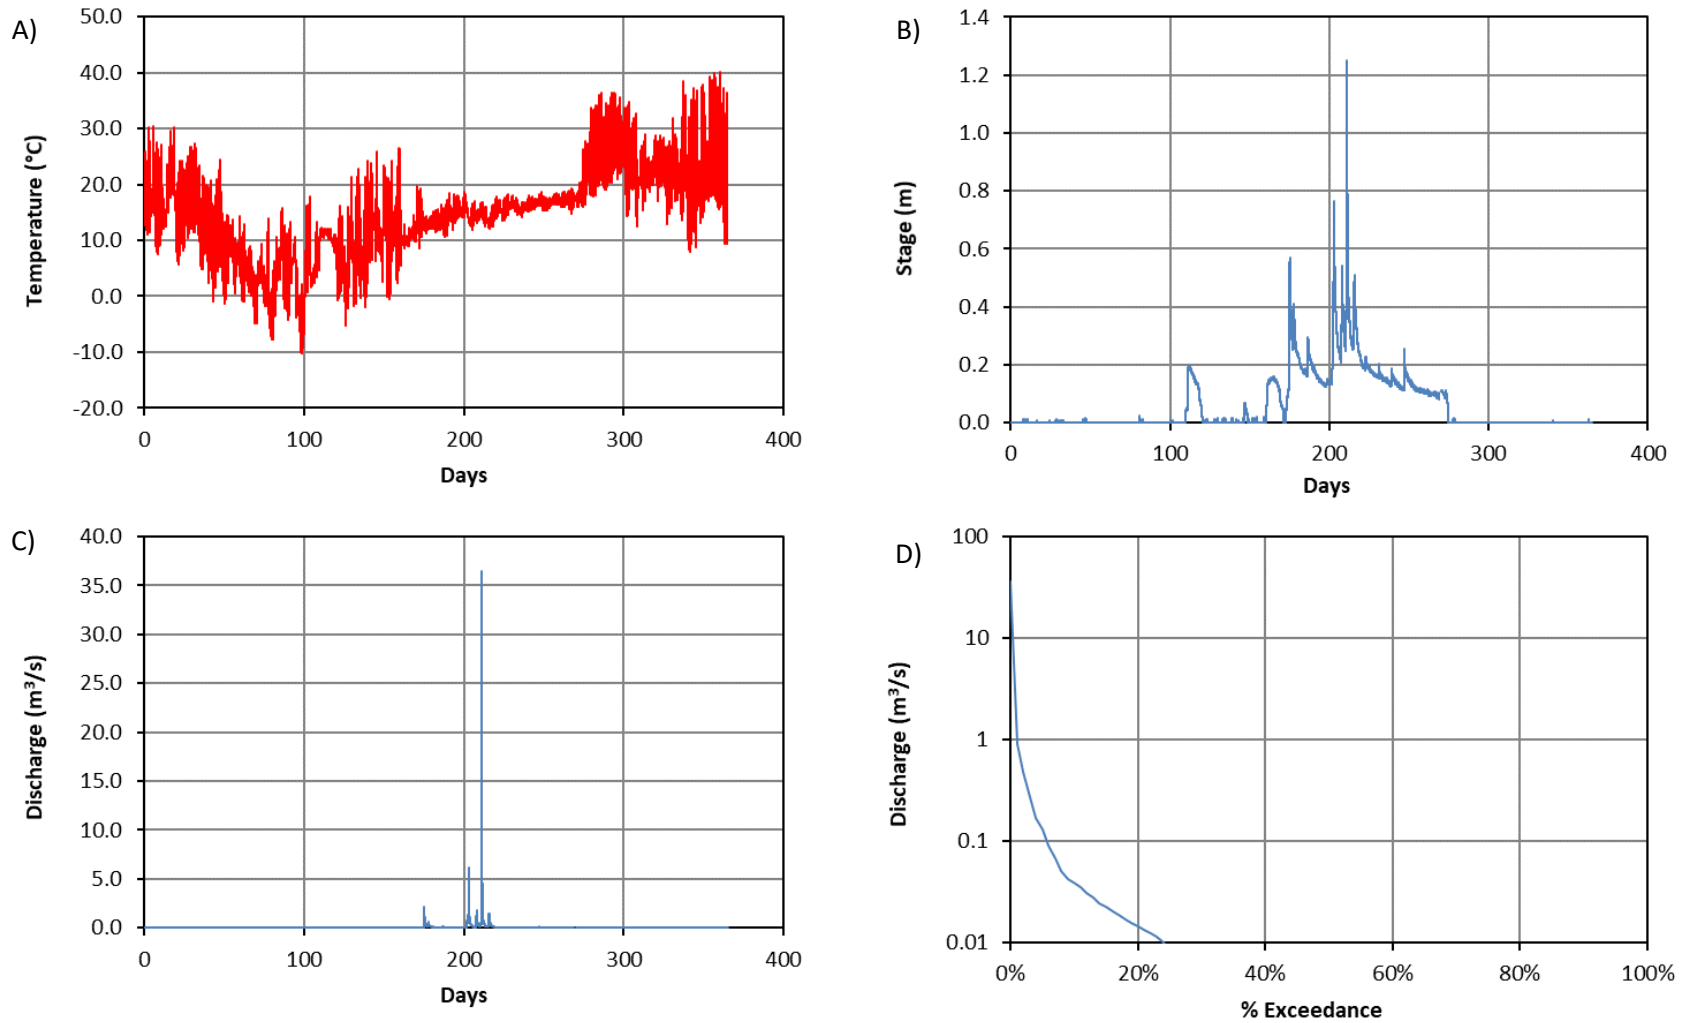 A)
50.0
40.0
30.0
20.0
10.0
0.0
-10.0
-20.0
Temperature (°C)
0 100 200 300 400
Days
B)
1.4
1.2
1.0
0.8
0.6
0.4
0.2
0.0
Stage (m)
0 100 200 300 400
Days
C)
40.0
35.0
30.0
25.0
20.0
15.0
10.0
5.0
0.0
Discharge (m³/s)
0 100 200 300 400
Days
D)
100
10
1
0.1
0.01
Discharge (m³/s)
0% 20% 40% 60% 80% 100%
% Exceedance